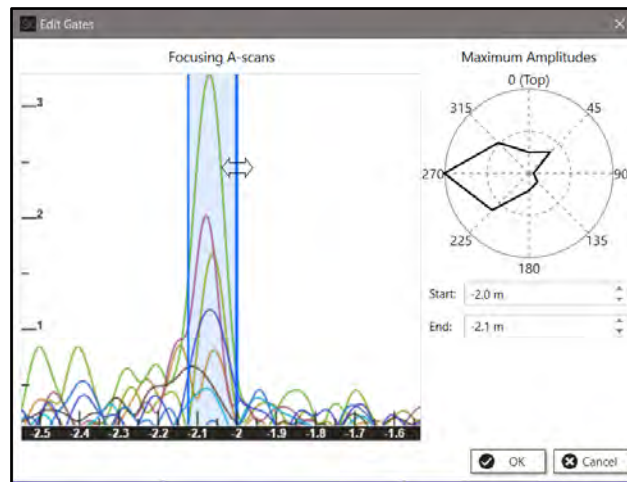 Edit Gates
Focusing A-scans
3
2
1
-2.5 -2.4 -2.3 -2.2 -2.1 -2 -1.9 -1.8 -1.7 -1.6
Maximum Amplitudes
0 (Top)
315 45
270 90
225 135
180
Start: -2.0 m
End: -2.1 m
OK Cancel